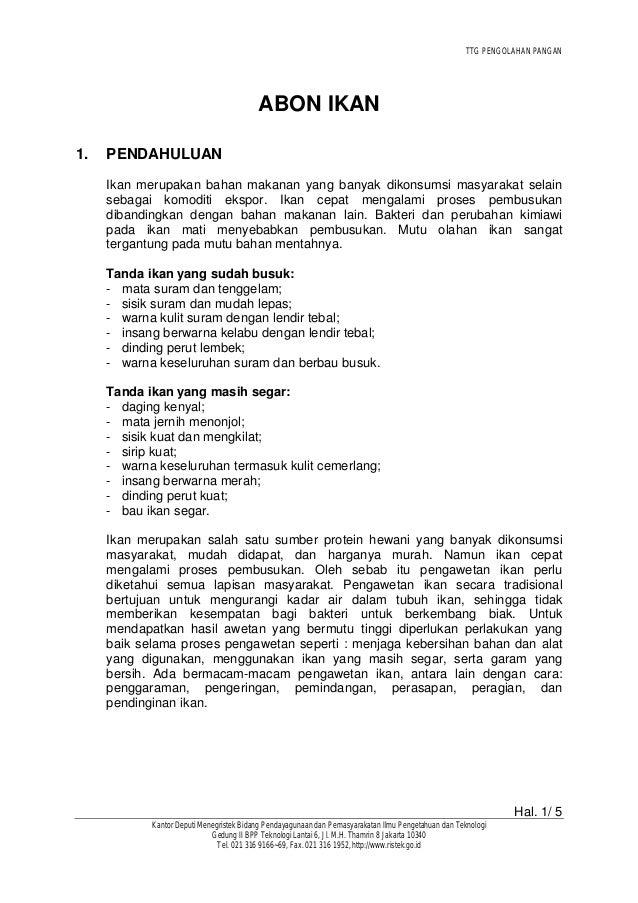 TTG PENGOLAHAN PANGAN
ABON IKAN
1. PENDAHULUAN
Ikan merupakan bahan makanan yang banyak dikonsumsi masyarakat selain
sebagai komoditi ekspor. Ikan cepat mengalami proses pembusukan
dibandingkan dengan bahan makanan lain. Bakteri dan perubahan kimiawi
pada ikan mati menyebabkan pembusukan. Mutu olahan ikan sangat
tergantung pada mutu bahan mentahnya.
Tanda ikan yang sudah busuk:
- mata suram dan tenggelam;
- sisik suram dan mudah lepas;
- warna kulit suram dengan lendir tebal;
- insang berwarna kelabu dengan lendir tebal;
- dinding perut lembek;
- warna keseluruhan suram dan berbau busuk.
Tanda ikan yang masih segar:
- daging kenyal;
- mata jernih menonjol;
- sisik kuat dan mengkilat;
- sirip kuat;
- warna keseluruhan termasuk kulit cemerlang;
- insang berwarna merah;
- dinding perut kuat;
- bau ikan segar.
Ikan merupakan salah satu sumber protein hewani yang banyak dikonsumsi
masyarakat, mudah didapat, dan harganya murah. Namun ikan cepat
mengalami proses pembusukan. Oleh sebab itu pengawetan ikan perlu
diketahui semua lapisan masyarakat. Pengawetan ikan secara tradisional
bertujuan untuk mengurangi kadar air dalam tubuh ikan, sehingga tidak
memberikan kesempatan bagi bakteri untuk berkembang biak. Untuk
mendapatkan hasil awetan yang bermutu tinggi diperlukan perlakukan yang
baik selama proses pengawetan seperti : menjaga kebersihan bahan dan alat
yang digunakan, menggunakan ikan yang masih segar, serta garam yang
bersih. Ada bermacam-macam pengawetan ikan, antara lain dengan cara:
penggaraman, pengeringan, pemindangan, perasapan, peragian, dan
pendinginan ikan.
Hal. 1/ 5
Kantor Deputi Menegristek Bidang Pendayagunaan dan Pemasyarakatan Ilmu Pengetahuan dan Teknologi
Gedung II BPP Teknologi Lantai 6, Jl. M.H. Thamrin 8 Jakarta 10340
Tel. 021 316 9166~69, Fax. 021 316 1952, http://www.ristek.go.id